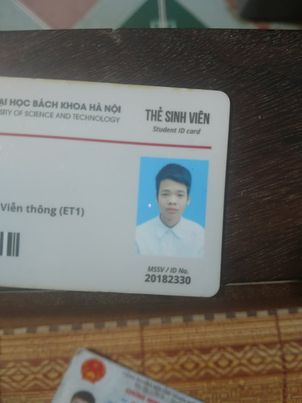 ẠI HỌC BÁCH KHOA HÀ NỘI
SITY OF SCIENCE AND TECHNOLOGY
THẺ SINH VIÊN
Student ID card
Viễn thông (ET1)
MSSV / ID No.
20182330